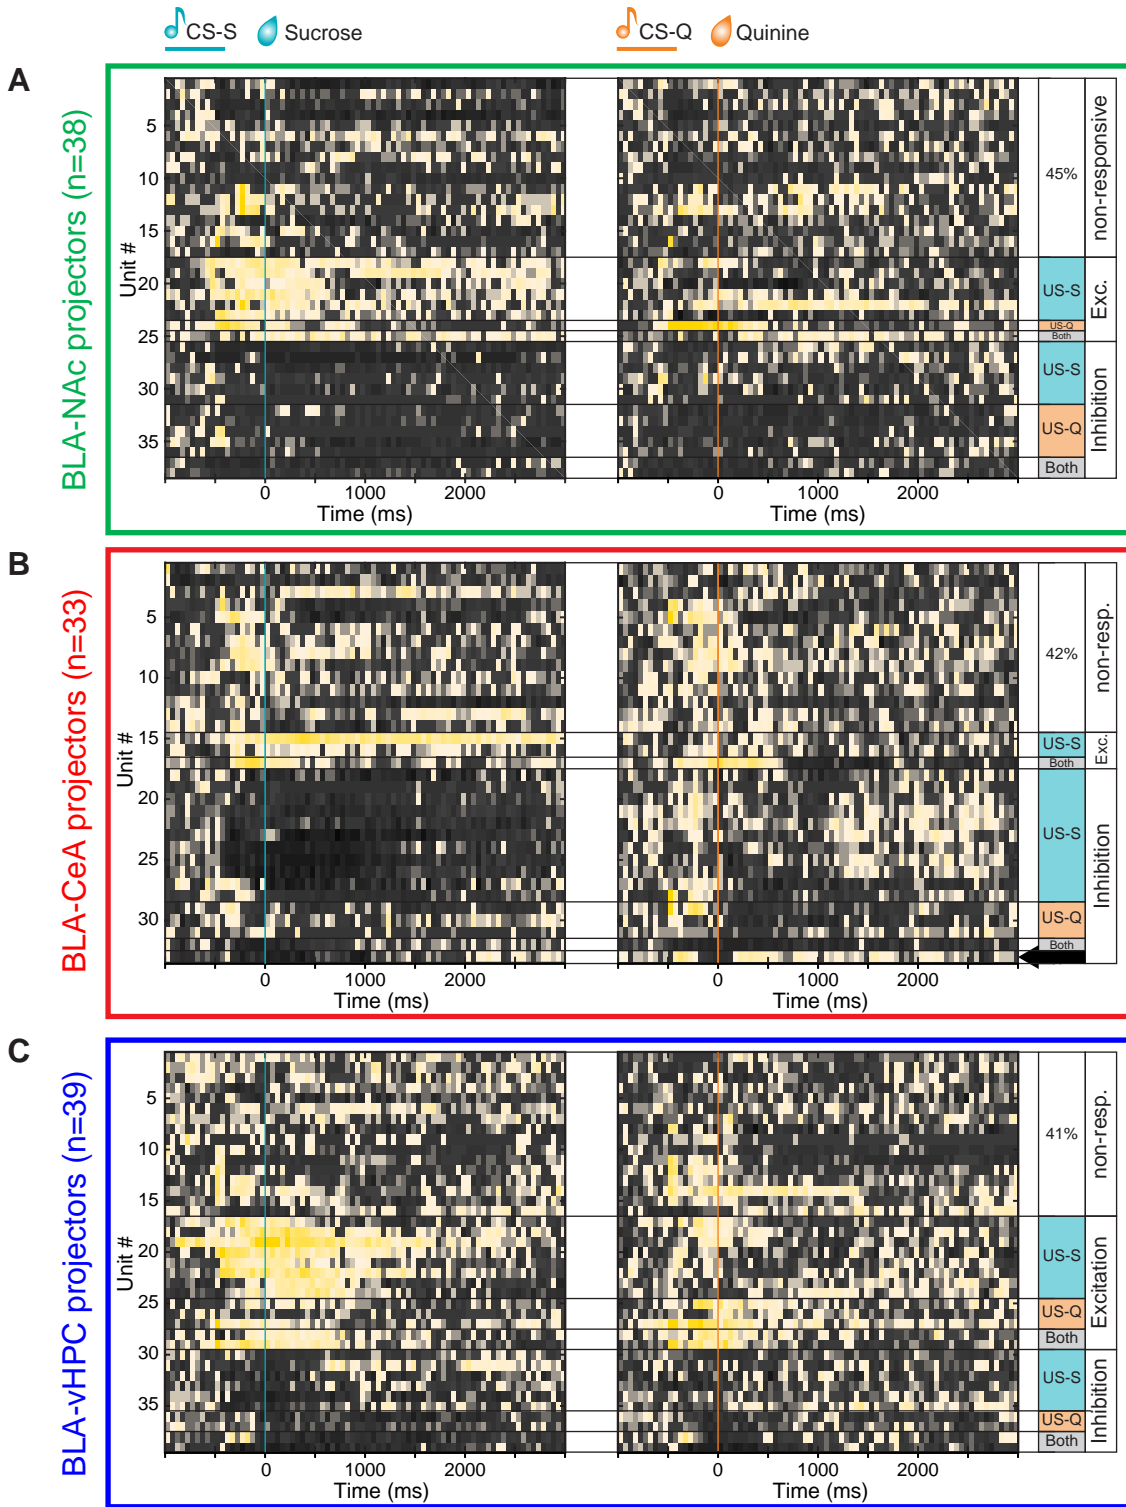 CS-S Sucrose CS-Q Quinine
A
BLA-NAc projectors (n=38)
Unit #
5
10
15
20
25
30
35
0 1000 2000
Time (ms)
0 1000 2000
Time (ms)
45%
non-responsive
US-S
Exc.
US-Q
Both
US-S
Inhibition
US-Q
Both
B
BLA-CeA projectors (n=33)
Unit #
5
10
15
20
25
30
0 1000 2000
Time (ms)
0 1000 2000
Time (ms)
42%
non-resp.
US-S
Exc.
Both
US-S
Inhibition
US-Q
Both
C
BLA-vHPC projectors (n=39)
Unit #
5
10
15
20
25
30
35
0 1000 2000
Time (ms)
0 1000 2000
Time (ms)
41%
non-resp.
US-S
Excitation
US-Q
Both
US-S
Inhibition
US-Q
Both